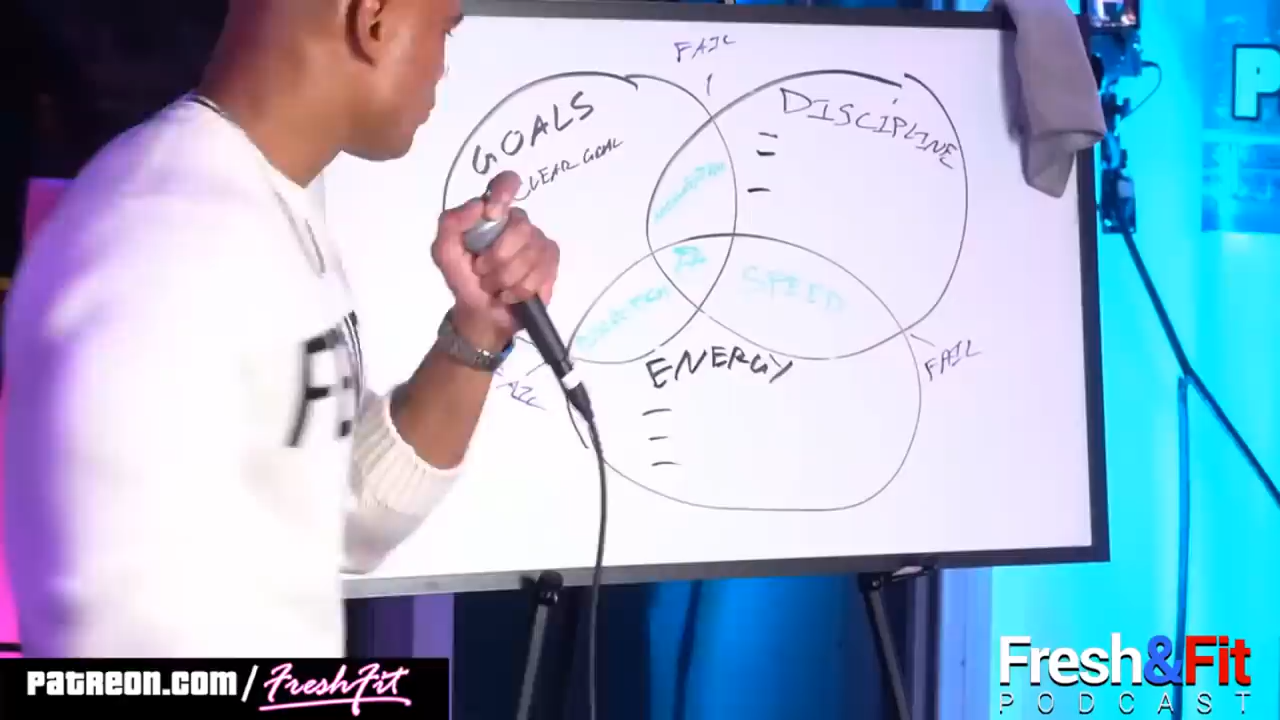 FAIL
GOALS
CLEAR GOAL
DISCIPLINE
SPEED
ENERGY
FAIL
P
PATREON.COM/FreshFit
Fresh&Fit
PODCAST